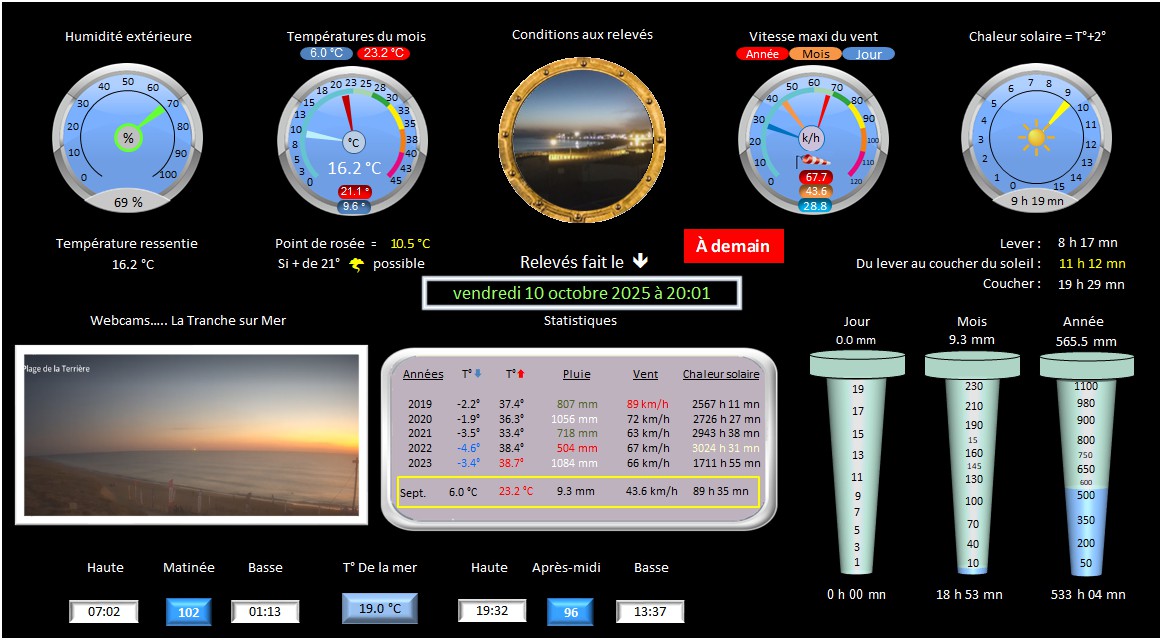 Humidité extérieure
Températures du mois
Conditions aux relevés
Vitesse maxi du vent
Chaleur solaire = T°+2°
6.0 °C 23.2 °C
Année Mois Jour
0 10 20 30 40 50 60 70 80 90 100
%
69 %
0 3 5 8 10 13 15 18 20 23 25 28 30 33 35 38 40 43 45
°C
16.2 °C
21.1 °
9.6 °
0 10 20 30 40 50 60 70 80 90 100 110 120
k/h
67.7
43.6
28.8
0 1 2 3 4 5 6 7 8 9 10 11 12 13 14 15
9 h 19 mn
Température ressentie
16.2 °C
Point de rosée = 10.5 °C
Si + de 21° possible
Relevés fait le
À demain
Lever : 8 h 17 mn
Du lever au coucher du soleil : 11 h 12 mn
Coucher : 19 h 29 mn
vendredi 10 octobre 2025 à 20:01
Webcams..... La Tranche sur Mer
Plage de la Terrière
Statistiques
Années T° T° Pluie Vent Chaleur solaire
2019 -2.2° 37.4° 807 mm 89 km/h 2567 h 11 mn
2020 -1.9° 36.3° 1056 mm 72 km/h 2726 h 27 mn
2021 -3.5° 33.4° 718 mm 63 km/h 2943 h 38 mn
2022 -4.6° 38.4° 504 mm 67 km/h 3024 h 31 mn
2023 -3.4° 38.7° 1084 mm 66 km/h 1711 h 55 mn
Sept. 6.0 °C 23.2 °C 9.3 mm 43.6 km/h 89 h 35 mn
Jour
0.0 mm
19
17
15
13
11
9
7
5
3
1
0 h 00 mn
Mois
9.3 mm
230
210
190
15
160
145
130
100
70
40
10
18 h 53 mn
Année
565.5 mm
1100
980
900
800
750
650
600
500
350
200
50
533 h 04 mn
Haute Matinée Basse T° De la mer Haute Après-midi Basse
07:02 102 01:13 19.0 °C 19:32 96 13:37